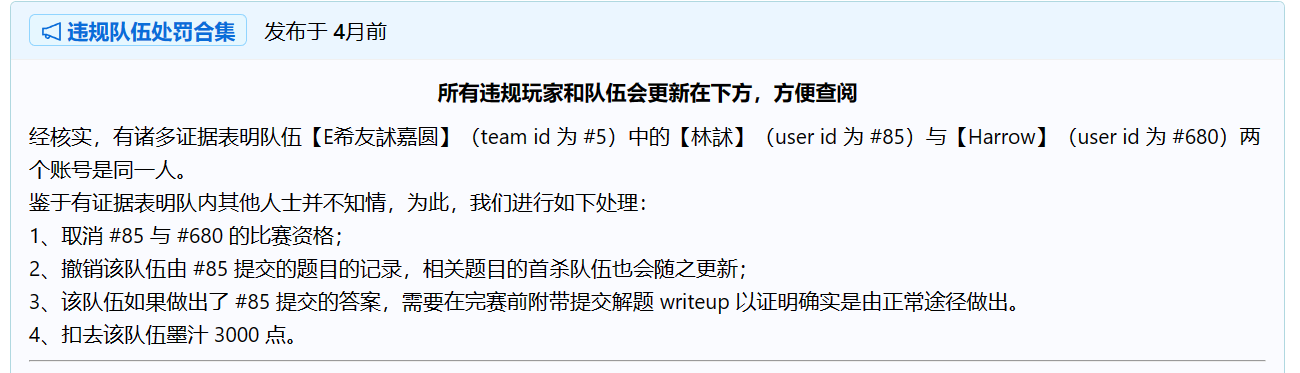 违规队伍处罚合集 发布于 4月前
所有违规玩家和队伍会更新在下方，方便查阅
经核实，有诸多证据表明队伍【E希友訹嘉圆】（team id 为 #5）中的【林訹】（user id 为 #85）与【Harrow】（user id 为 #680）两
个账号是同一人。
鉴于有证据表明队内其他人士并不知情，为此，我们进行如下处理：
1、取消 #85 与 #680 的比赛资格；
2、撤销该队伍由 #85 提交的题目的记录，相关题目的首杀队伍也会随之更新；
3、该队伍如果做出了 #85 提交的答案，需要在完赛前附带提交解题 writeup 以证明确实是由正常途径做出。
4、扣去该队伍墨汁 3000 点。